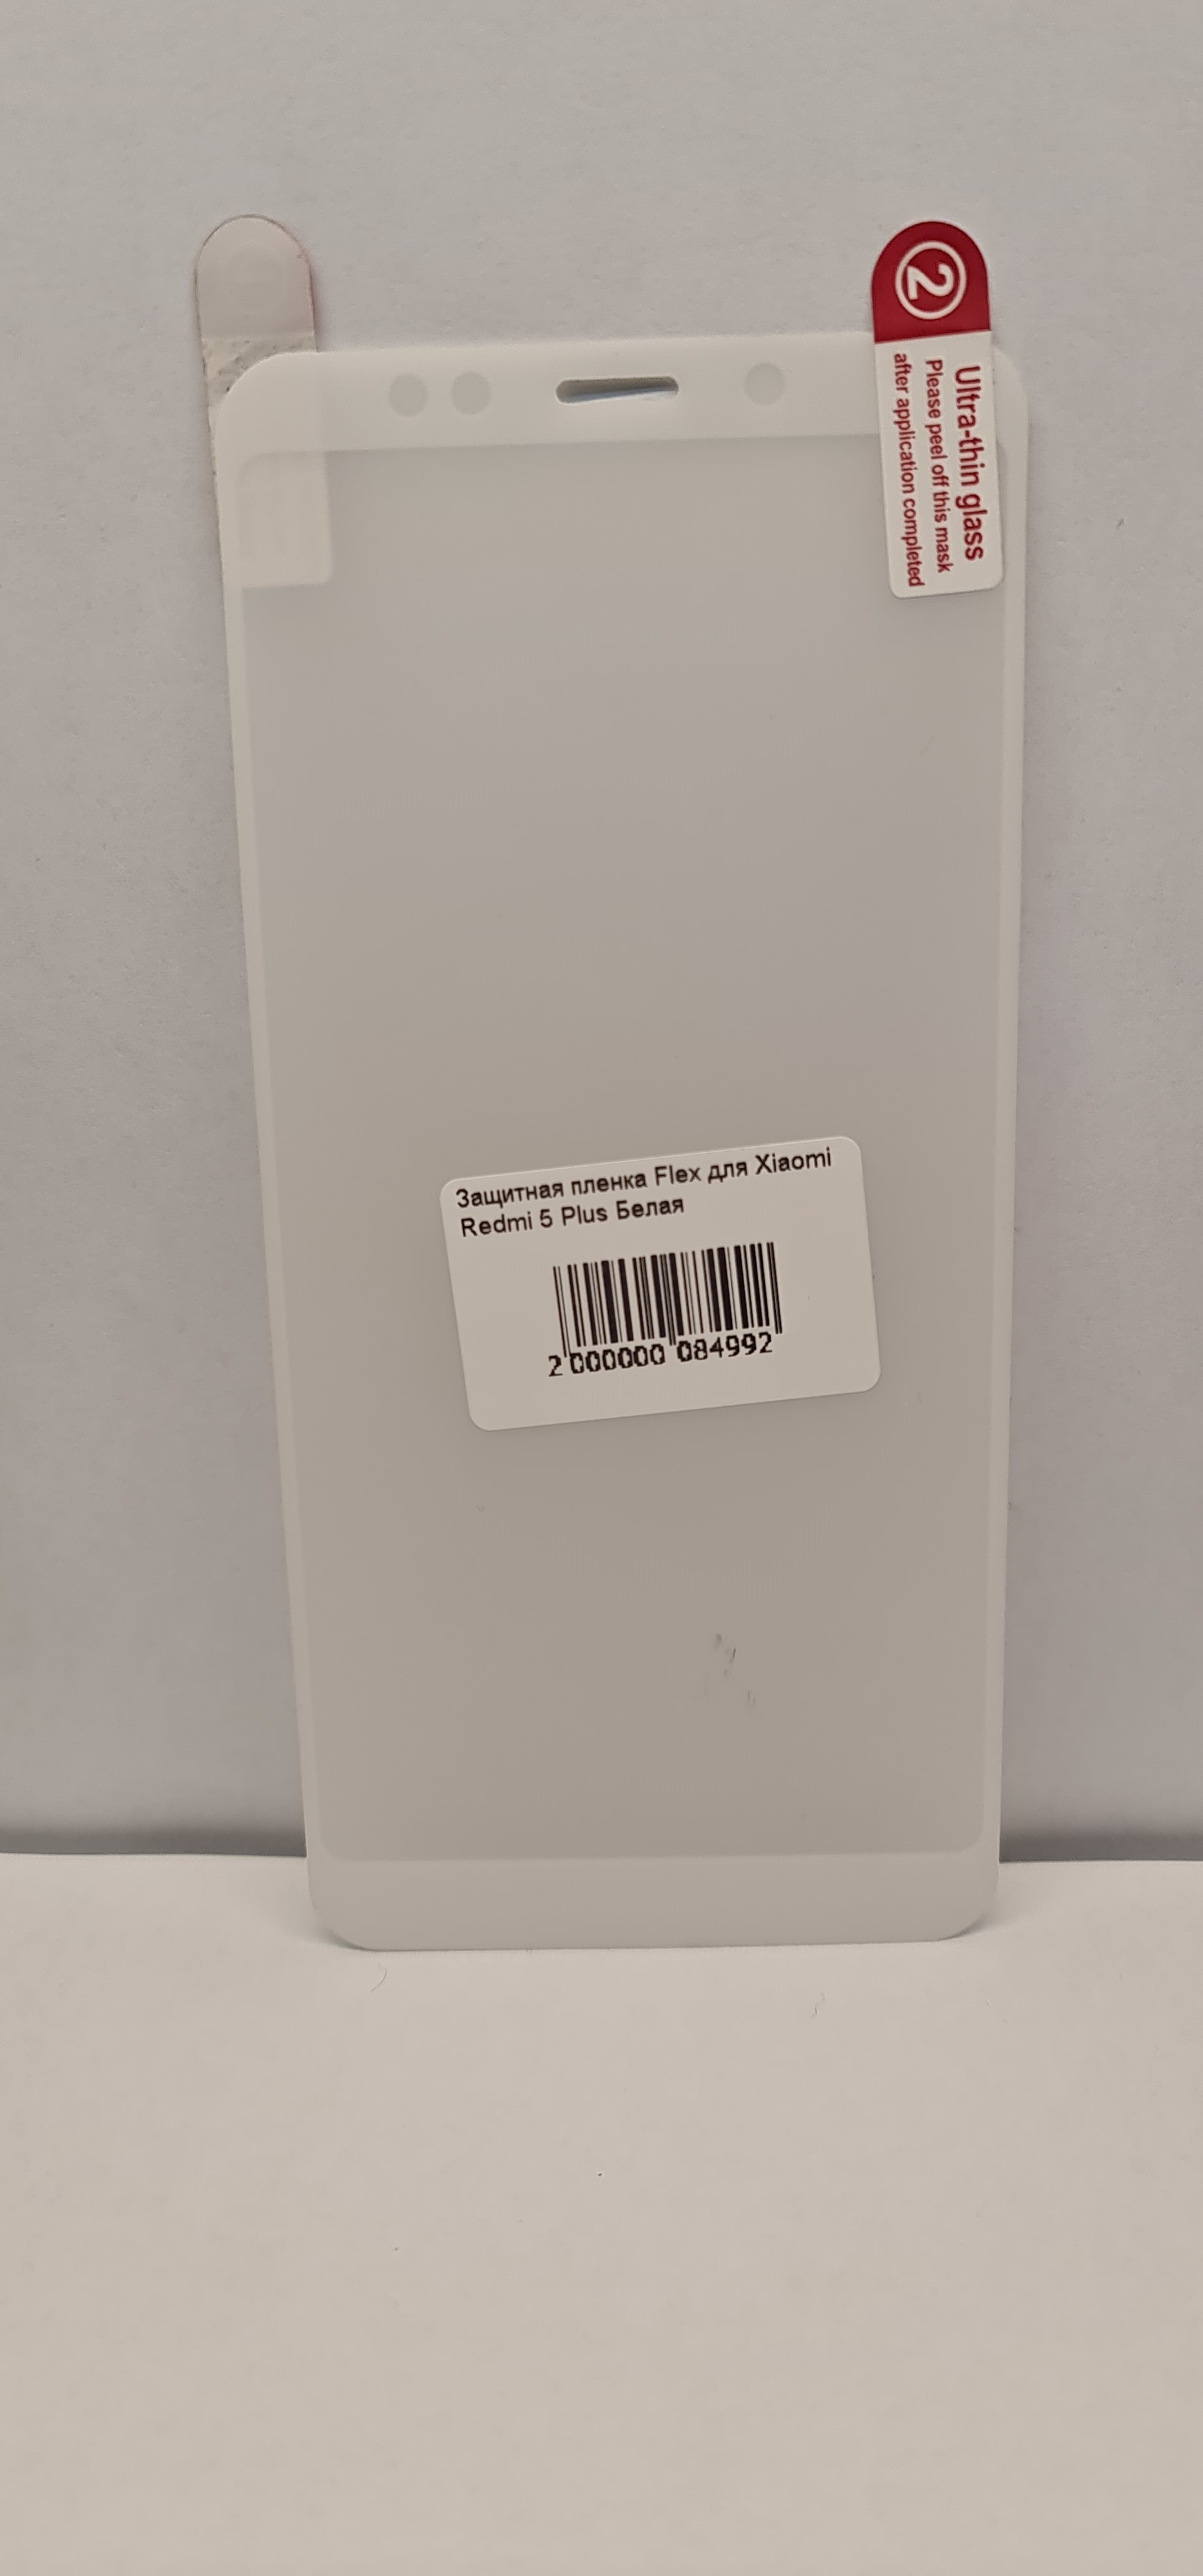 2
Ultra-thin glass
Please peel off this mask
after application completed
Защитная пленка Flex для Xiaomi
Redmi 5 Plus Белая
2 000000 084992